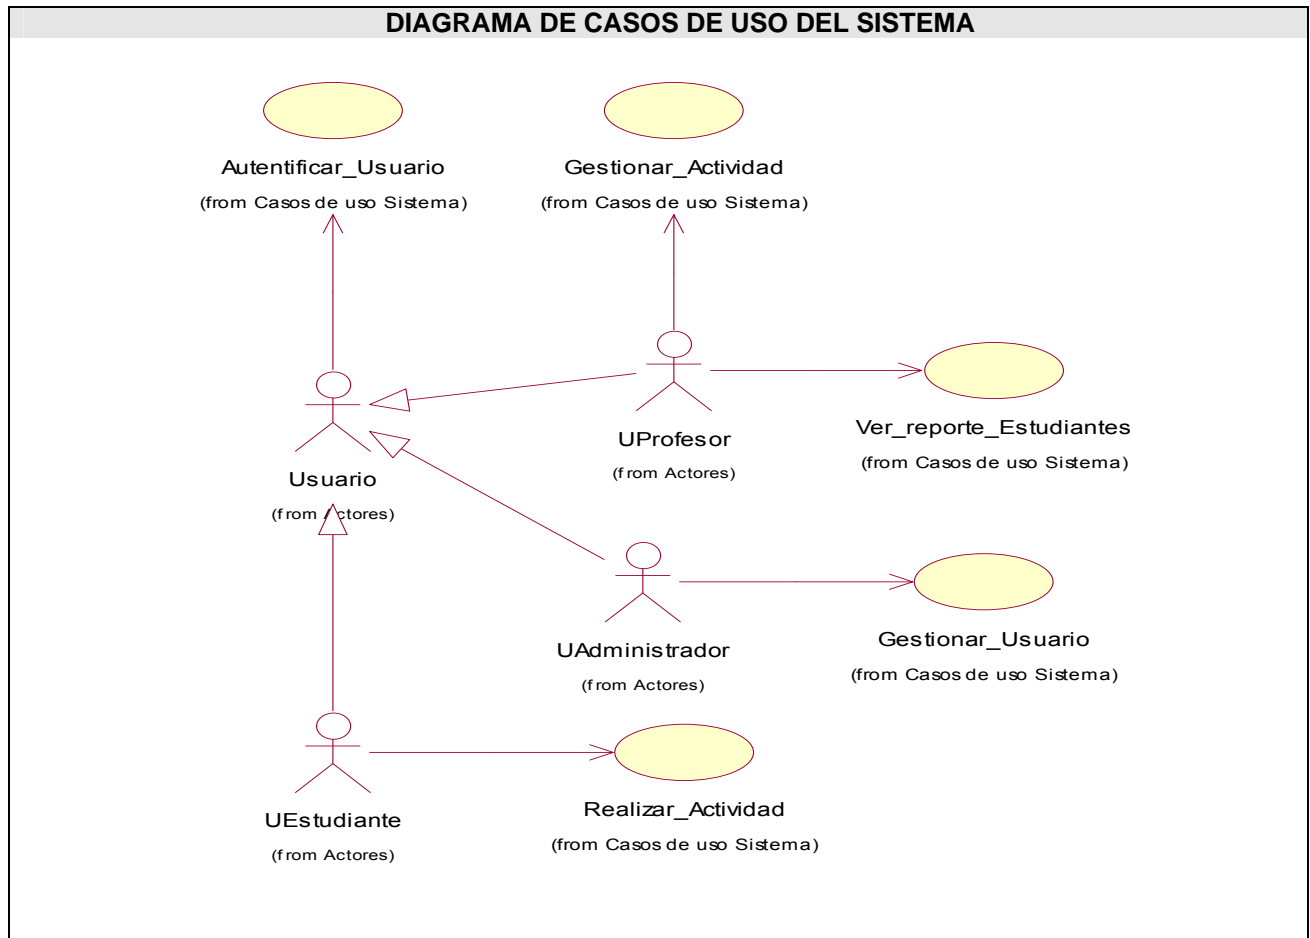 DIAGRAMA DE CASOS DE USO DEL SISTEMA
Autentificar_Usuario
(from Casos de uso Sistema)
Gestionar_Actividad
(from Casos de uso Sistema)
UProfesor
(from Actores)
Ver_reporte_Estudiantes
(from Casos de uso Sistema)
Usuario
(from Actores)
UAdministrador
(from Actores)
Gestionar_Usuario
(from Casos de uso Sistema)
UEstudiante
(from Actores)
Realizar_Actividad
(from Casos de uso Sistema)